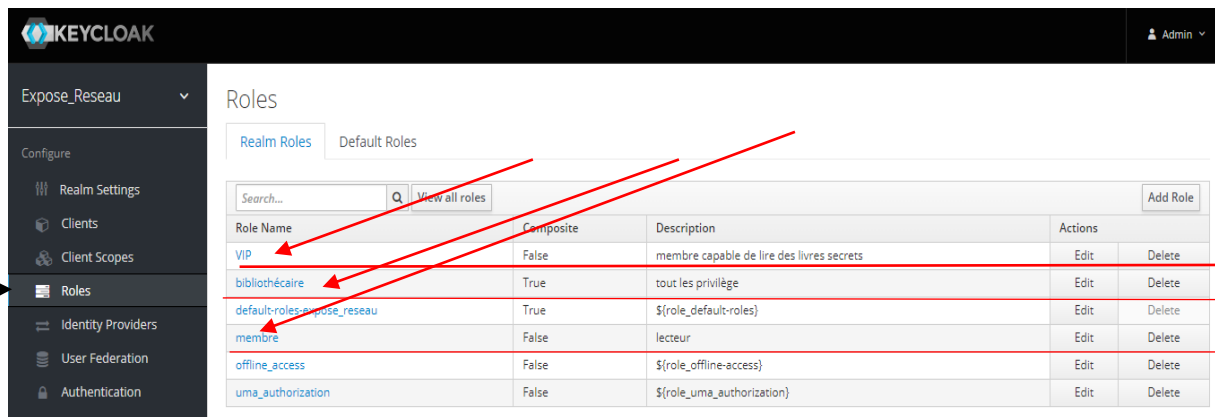 KEYCLOAK
Admin
Expose_Reseau
Configure
Realm Settings
Clients
Client Scopes
Roles
Identity Providers
User Federation
Authentication
Roles
Realm Roles Default Roles
Search... View all roles Add Role
Role Name Composite Description Actions
VIP False membre capable de lire des livres secrets Edit Delete
bibliothécaire True tout les privilège Edit Delete
default-roles-expose_reseau True ${role_default-roles} Edit Delete
membre False lecteur Edit Delete
offline_access False ${role_offline-access} Edit Delete
uma_authorization False ${role_uma_authorization} Edit Delete